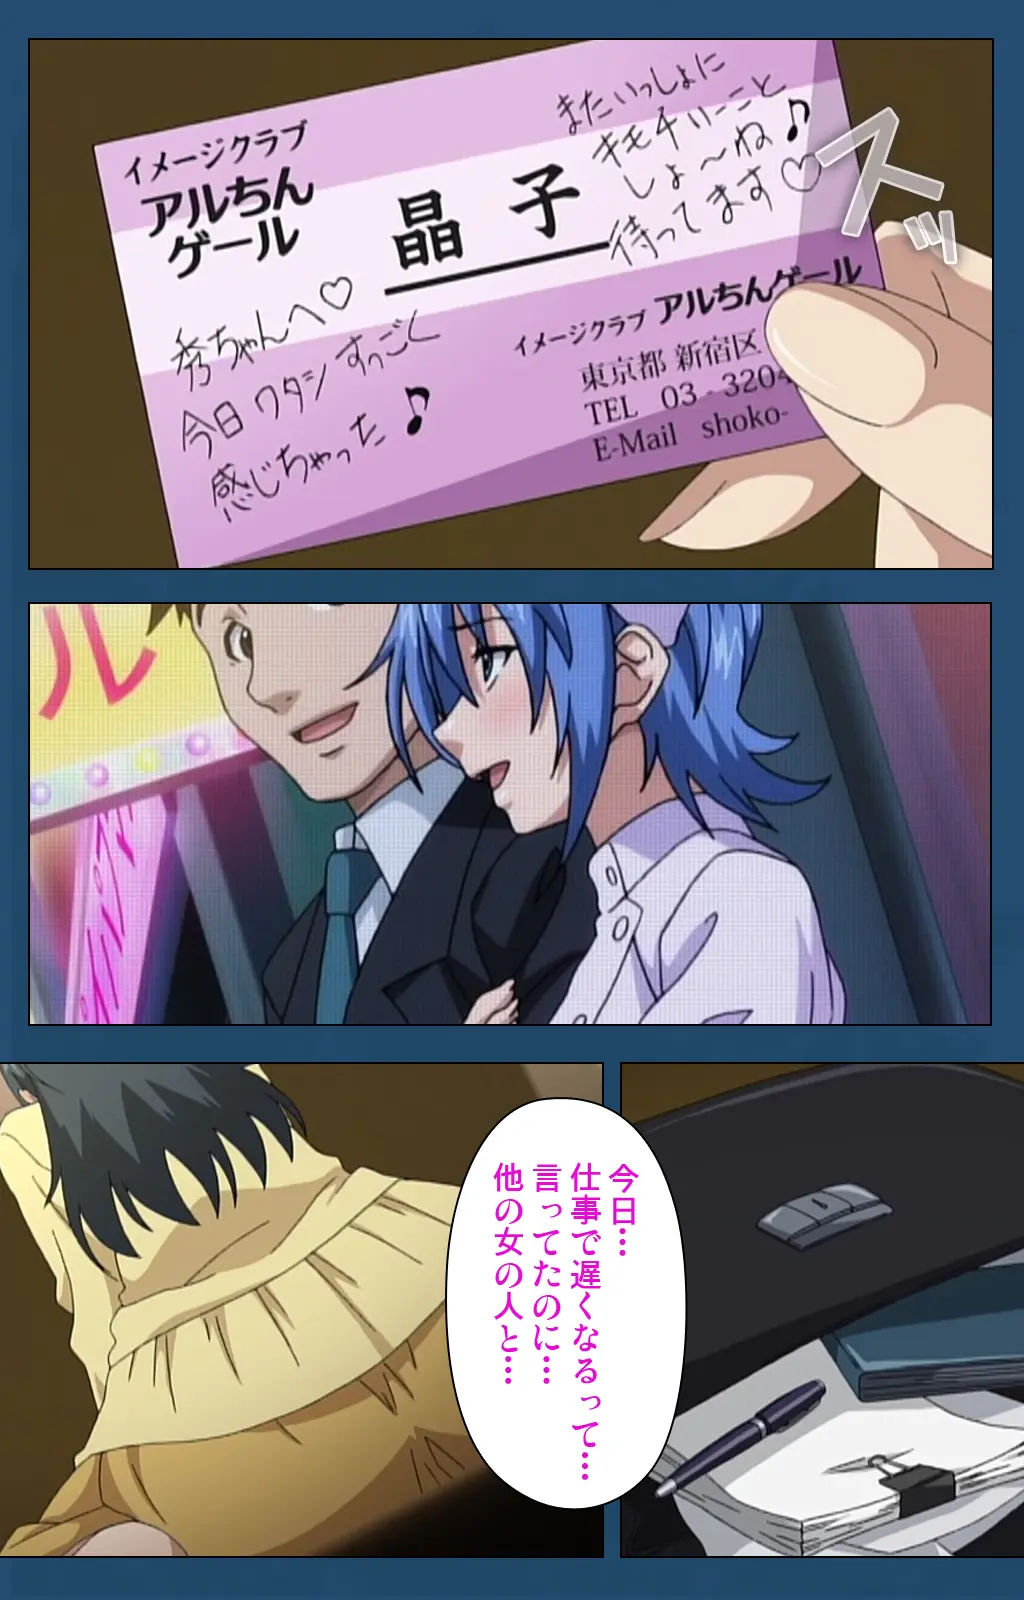 イメージクラブ
アルちん
ゲール
晶子
またいっしょに
キモチいーこと
しょ〜ね♪
待ってます♡
スッ
秀ちゃんへ♡
今日ワタシすっごく
感じちゃった♪
イメージクラブ アルちんゲール
東京都 新宿区
TEL 03-3204
E-Mail shoko-
ル
今日…
仕事で遅くなるって…
言ってたのに…
他の女の人と…